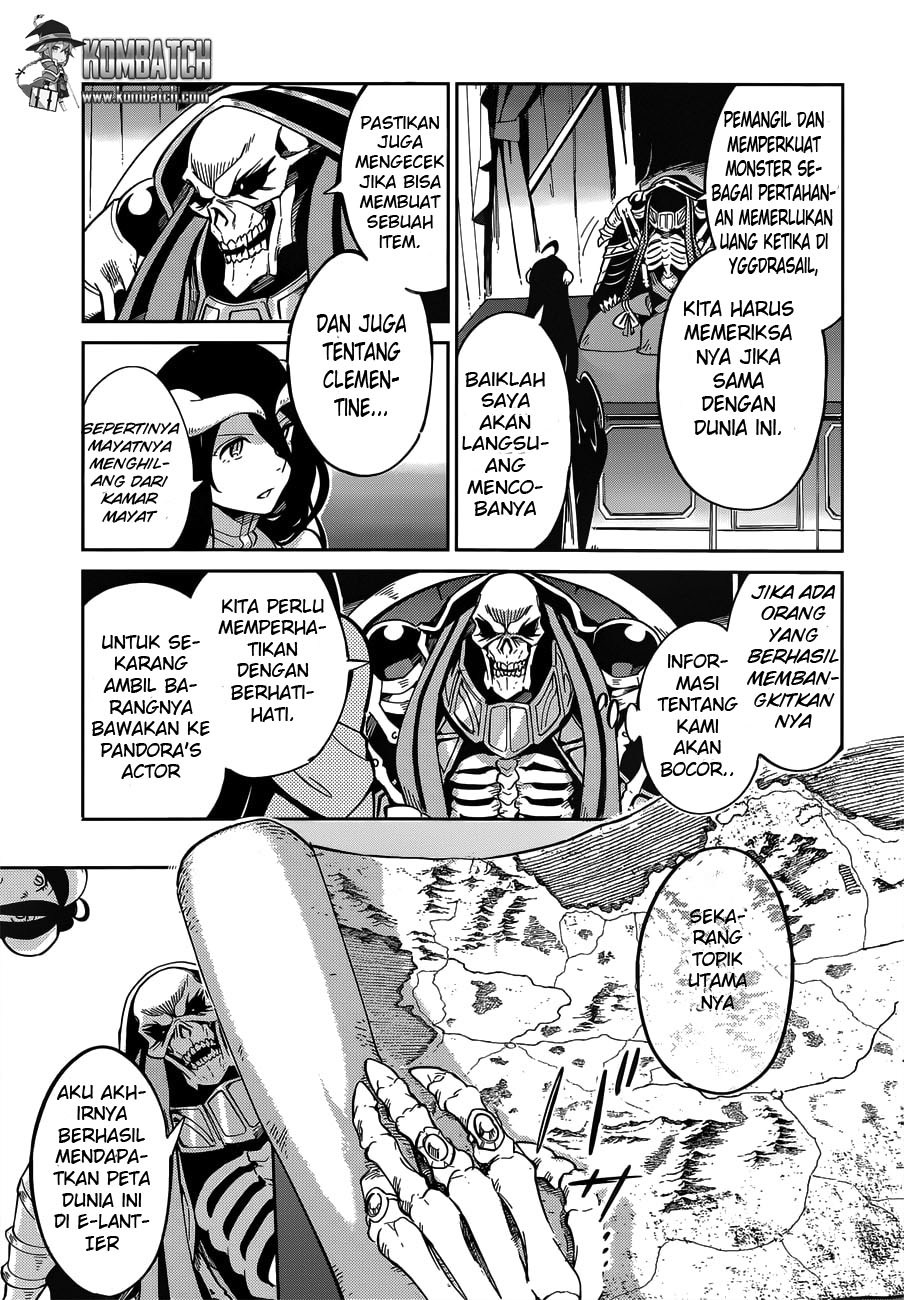 KOMBATCH
www.kombatch.com
PEMANGIL DAN
MEMPERKUAT
MONSTER SE-
BAGAI PERTAHAN-
AN MEMERLUKAN
UANG KETIKA DI
YGGDRASAIL,
KITA HARUS
MEMERIKSA
NYA JIKA
SAMA
DENGAN
DUNIA INI.
BAIKLAH
SAYA
AKAN
LANGSU-
ANG
MENCO-
BANYA
PASTIKAN
JUGA
MENGECEK
JIKA BISA
MEMBUAT
SEBUAH
ITEM.
DAN JUGA
TENTANG
CLEMEN-
TINE...
SEPERTINYA
MAYATNYA
MENGHIL-
ANG DARI
KAMAR
MAYAT
JIKA ADA
ORANG
YANG
BERHASIL
MEMBAN-
GKITKAN
NYA
INFOR-
MASI
TENTANG
KAMI
AKAN
BOCOR..
KITA PERLU
MEMPERHA-
TIKAN
DENGAN
BERHATI-
HATI.
UNTUK SE-
KARANG
AMBIL BA-
RANGNYA
BAWAKAN KE
PANDORA'S
ACTOR
SEKA-
RANG
TOPIK
UTAMA
NYA
AKU AKH-
IRNYA
BERHASIL
MENDAPA-
TKAN PETA
DUNIA INI
DI E-LANT-
IER